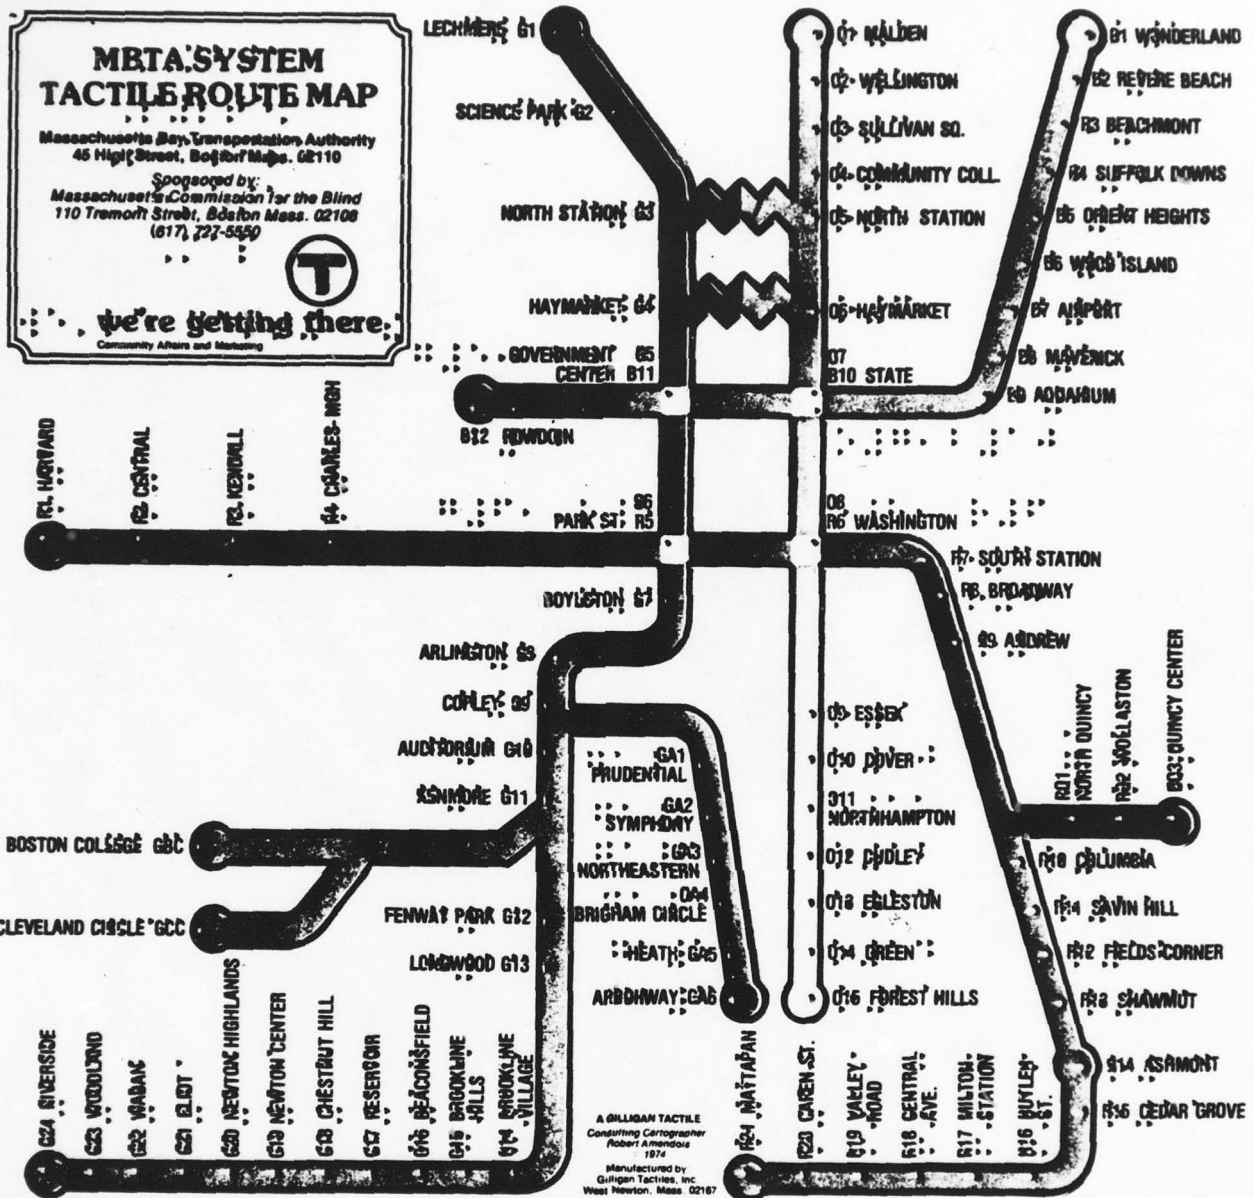 MBTA SYSTEM
TACTILE ROUTE MAP
Massachusetts Bay Transportation Authority
45 High Street, Boston Mass. 02110
Sponsored by:
Massachusetts Commission for the Blind
110 Tremont Street, Boston Mass. 02108
(617) 727-5550
T
we're getting there.
Community Affairs and Marketing
LECHMERE G1
SCIENCE PARK G2
NORTH STATION G3
HAYMARKET G4
GOVERNMENT G5
CENTER B11
B12 BOWDOIN
O1 MALDEN
O2 WELLINGTON
O3 SULLIVAN SQ.
O4 COMMUNITY COLL.
O5 NORTH STATION
O6 HAYMARKET
O7
B10 STATE
B1 WONDERLAND
B2 REVERE BEACH
B3 BEACHMONT
B4 SUFFOLK DOWNS
B5 ORIENT HEIGHTS
B6 WOOD ISLAND
B7 AIRPORT
B8 MAVERICK
B9 AQUARIUM
R1 HARVARD
R2 CENTRAL
R3 KENDALL
R4 CHARLES-MGH
G6
PARK ST. R5
O8
R6 WASHINGTON
R7 SOUTH STATION
R8 BROADWAY
R9 ANDREW
BOYLSTON G7
ARLINGTON G8
COPLEY G9
AUDITORIUM G10
KENMORE G11
BOSTON COLLEGE GBC
CLEVELAND CIRCLE GCC
FENWAY PARK G12
LONGWOOD G13
GA1
PRUDENTIAL
GA2
SYMPHONY
GA3
NORTHEASTERN
GA4
BRIGHAM CIRCLE
HEATH GA5
ARBORWAY GA6
O9 ESSEX
O10 DOVER
O11
NORTHHAMPTON
O12 DUDLEY
O13 EGLESTON
O14 GREEN
O15 FOREST HILLS
RQ1
NORTH QUINCY
RQ2 WOLLASTON
RQ3 QUINCY CENTER
R10 COLUMBIA
SAVIN HILL
R12 FIELDS CORNER
R13 SHAWMUT
R14 ASHMONT
R15 CEDAR GROVE
G24 RIVERSIDE
G23 WOODLAND
G22 WABAN
G21 ELIOT
G20 NEWTON HIGHLANDS
G19 NEWTON CENTER
G18 CHESTNUT HILL
G17 RESERVOIR
G16 BEACONSFIELD
G15 BROOKLINE
HILLS
G14 BROOKLINE
VILLAGE
A GILLIGAN TACTILE
Consulting Cartographer
Robert Amendola
1974
Manufactured by
Gilligan Tactiles, Inc
West Newton, Mass. 02167
MATTAPAN
R20 CAPEN ST.
R19 VALLEY
ROAD
R18 CENTRAL
AVE.
R17 MILTON
STATION
R16 BUTLER
ST.